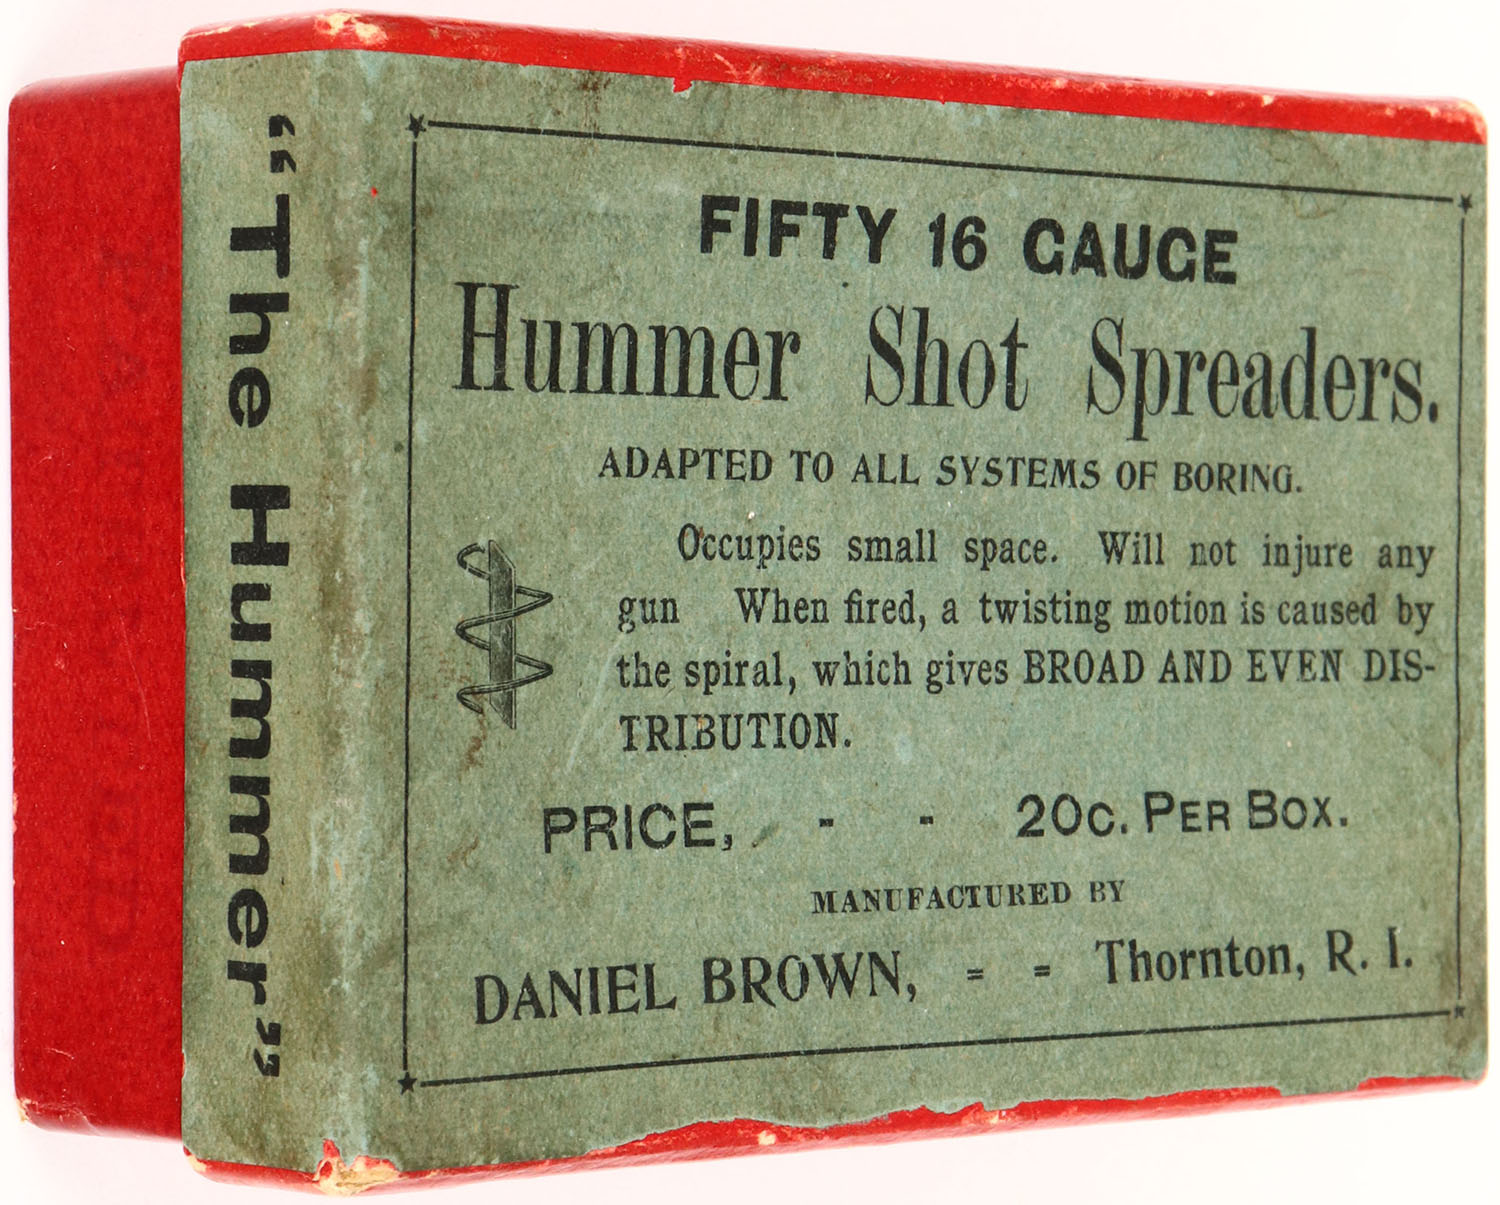 “The Hummer”
FIFTY 16 GAUGE
Hummer Shot Spreaders.
ADAPTED TO ALL SYSTEMS OF BORING.
Occupies small space. Will not injure any
gun When fired, a twisting motion is caused by
the spiral, which gives BROAD AND EVEN DIS-
TRIBUTION.
PRICE, - - 20c. PER BOX.
MANUFACTURED BY
DANIEL BROWN, = = Thornton, R. I.